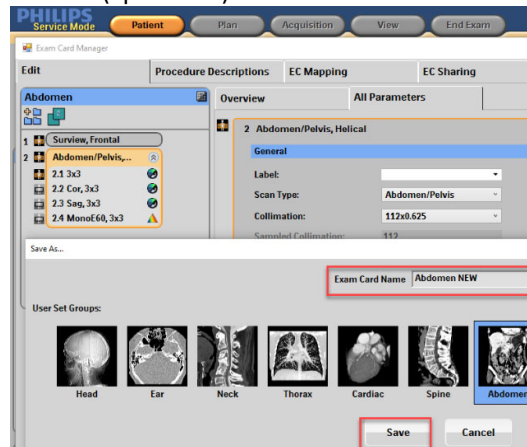 PHILIPS
Service Mode Patient Plan Acquisition View End Exam
Exam Card Manager
Edit Procedure Descriptions EC Mapping EC Sharing
Abdomen Overview All Parameters
1 Surview, Frontal
2 Abdomen/Pelvis,...
2.1 3x3
2.2 Cor, 3x3
2.3 Sag, 3x3
2.4 MonoE60, 3x3
2 Abdomen/Pelvis, Helical
General
Label:
Scan Type: Abdomen/Pelvis
Collimation: 112x0.625
Sampled Collimation: 112
Save As...
Exam Card Name Abdomen NEW
User Set Groups:
Head Ear Neck Thorax Cardiac Spine Abdomen
Save Cancel